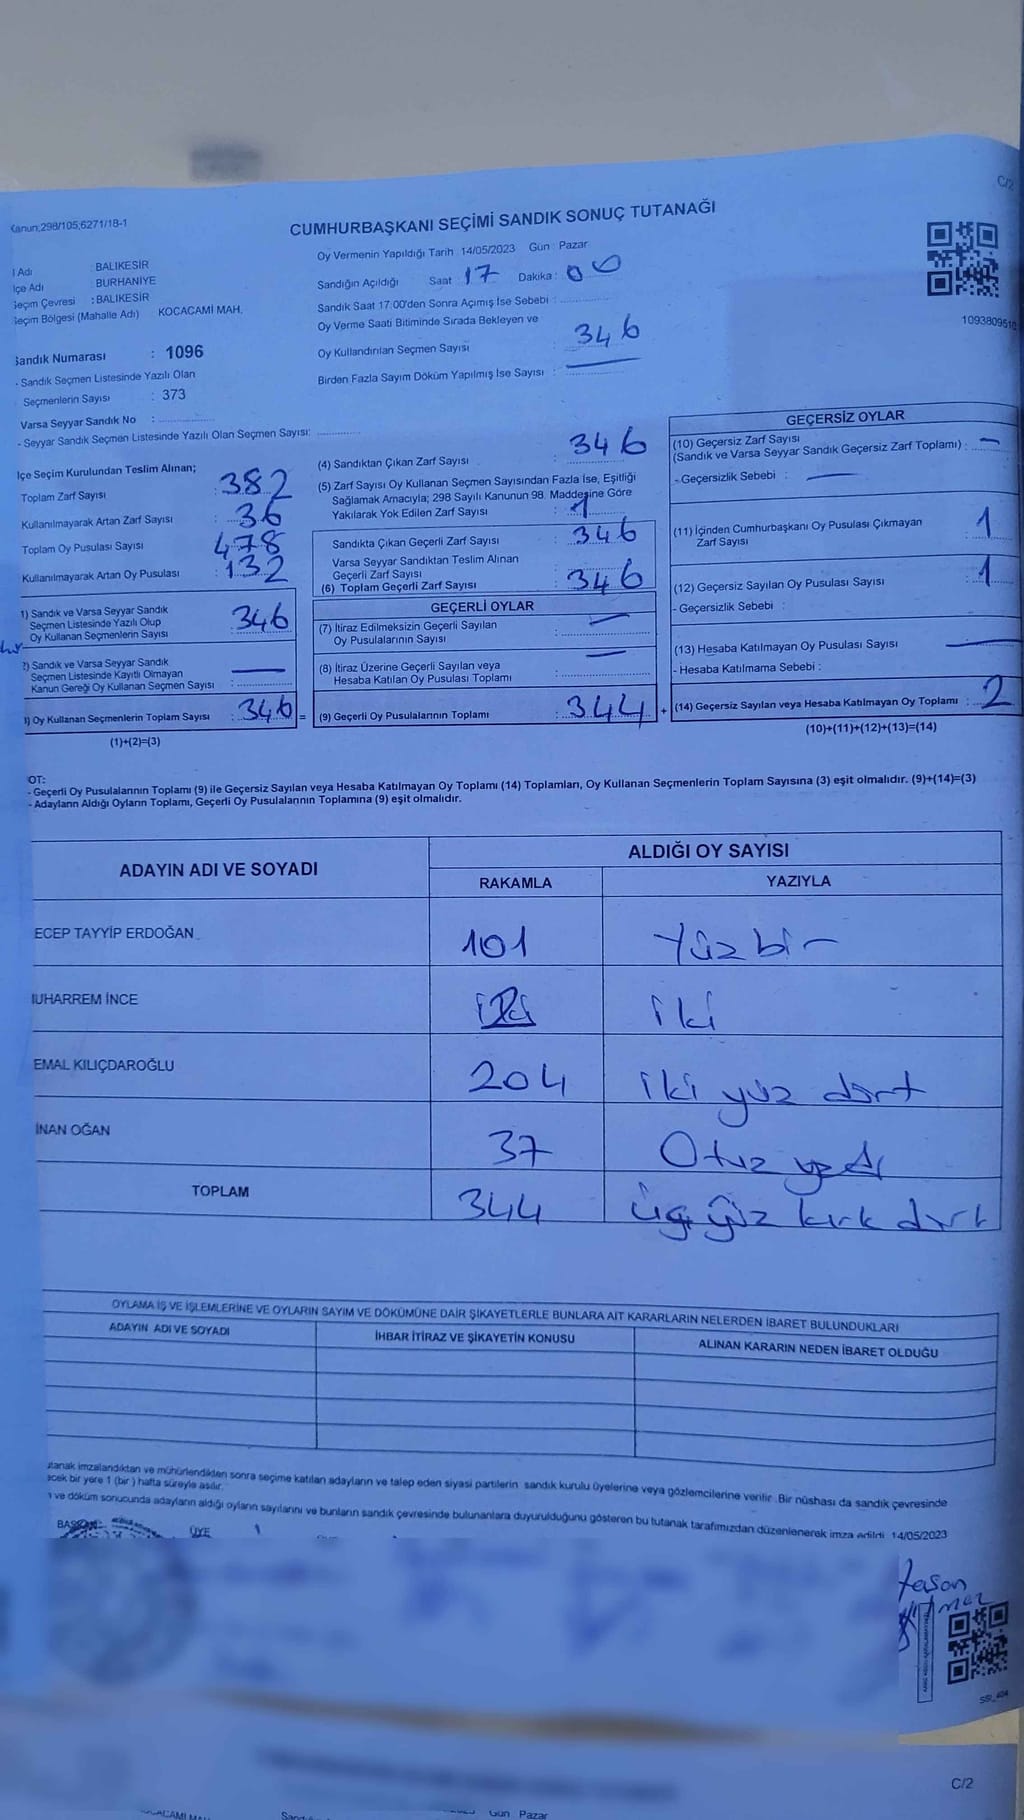 C/2
Kanun;298/105;6271/18-1
CUMHURBAŞKANI SEÇİMİ SANDIK SONUÇ TUTANAĞI
Oy Vermenin Yapıldığı Tarih : 14/05/2023 Gün : Pazar
l Adı : BALIKESİR
lçe Adı : BURHANİYE
Seçim Çevresi : BALIKESİR
Seçim Bölgesi (Mahalle Adı) KOCACAMİ MAH.
Sandığın Açıldığı Saat 17 Dakika : 00
Sandık Saat 17:00'den Sonra Açımış İse Sebebi :
Oy Verme Saati Bitiminde Sırada Bekleyen ve
Oy Kullandırılan Seçmen Sayısı : 346
Birden Fazla Sayım Döküm Yapılmış İse Sayısı :
1093809510
Sandık Numarası : 1096
- Sandık Seçmen Listesinde Yazılı Olan
Seçmenlerin Sayısı : 373
Varsa Seyyar Sandık No :
- Seyyar Sandık Seçmen Listesinde Yazılı Olan Seçmen Sayısı:
lçe Seçim Kurulundan Teslim Alınan;
Toplam Zarf Sayısı : 382
Kullanılmayarak Artan Zarf Sayısı : 36
Toplam Oy Pusulası Sayısı : 478
Kullanılmayarak Artan Oy Pusulası : 132
1) Sandık ve Varsa Seyyar Sandık
Seçmen Listesinde Yazılı Olup
Oy Kullanan Seçmenlerin Sayısı 346
2) Sandık ve Varsa Seyyar Sandık
Seçmen Listesinde Kayıtlı Olmayan
Kanun Gereği Oy Kullanan Seçmen Sayısı : —
3) Oy Kullanan Seçmenlerin Toplam Sayısı : 346 =
(1)+(2)=(3)
(4) Sandıktan Çıkan Zarf Sayısı : 346
(5) Zarf Sayısı Oy Kullanan Seçmen Sayısından Fazla İse, Eşitliği
Sağlamak Amacıyla; 298 Sayılı Kanunun 98. Maddesine Göre
Yakılarak Yok Edilen Zarf Sayısı : 1
Sandıkta Çıkan Geçerli Zarf Sayısı : 346
Varsa Seyyar Sandıktan Teslim Alınan
Geçerli Zarf Sayısı
(6) Toplam Geçerli Zarf Sayısı : 346
GEÇERLİ OYLAR
(7) İtiraz Edilmeksizin Geçerli Sayılan
Oy Pusulalarının Sayısı : —
(8) İtiraz Üzerine Geçerli Sayılan veya
Hesaba Katılan Oy Pusulası Toplamı : —
(9) Geçerli Oy Pusulalarının Toplamı : 344 +
GEÇERSİZ OYLAR
(10) Geçersiz Zarf Sayısı
(Sandık ve Varsa Seyyar Sandık Geçersiz Zarf Toplamı) : —
- Geçersizlik Sebebi : —
(11) İçinden Cumhurbaşkanı Oy Pusulası Çıkmayan
Zarf Sayısı 1
(12) Geçersiz Sayılan Oy Pusulası Sayısı : 1
- Geçersizlik Sebebi :
(13) Hesaba Katılmayan Oy Pusulası Sayısı : —
- Hesaba Katılmama Sebebi :
(14) Geçersiz Sayılan veya Hesaba Katılmayan Oy Toplamı : 2
(10)+(11)+(12)+(13)=(14)
OT:
- Geçerli Oy Pusulalarının Toplamı (9) ile Geçersiz Sayılan veya Hesaba Katılmayan Oy Toplamı (14) Toplamları, Oy Kullanan Seçmenlerin Toplam Sayısına (3) eşit olmalıdır. (9)+(14)=(3)
- Adayların Aldığı Oyların Toplamı, Geçerli Oy Pusulalarının Toplamına (9) eşit olmalıdır.
ADAYIN ADI VE SOYADI
ALDIĞI OY SAYISI
RAKAMLA YAZIYLA
ECEP TAYYİP ERDOĞAN 101 Yüzbir
UHARREM İNCE 2 iki
EMAL KILIÇDAROĞLU 204 iki yüz dört
İNAN OĞAN 37 Otuz yedi
TOPLAM 344 üçyüz kırk dört
OYLAMA İŞ VE İŞLEMLERİNE VE OYLARIN SAYIM VE DÖKÜMÜNE DAİR ŞİKAYETLERLE BUNLARA AİT KARARLARIN NELERDEN İBARET BULUNDUKLARI
ADAYIN ADI VE SOYADI İHBAR İTİRAZ VE ŞİKAYETİN KONUSU ALINAN KARARIN NEDEN İBARET OLDUĞU
utanak imzalandıktan ve mühürlendikten sonra seçime katılan adayların ve talep eden siyasi partilerin sandık kurulu üyelerine veya gözlemcilerine verilir. Bir nüshası da sandık çevresinde
ecek bir yere 1 (bir ) hafta süreyle asılır.
ve döküm sonucunda adayların aldığı oyların sayılarını ve bunların sandık çevresinde bulunanlara duyurulduğunu gösteren bu tutanak tarafımızdan düzenlenerek imza edildi. 14/05/2023
BAŞKAN ÜYE
SSI_404
C/2
Gün Pazar